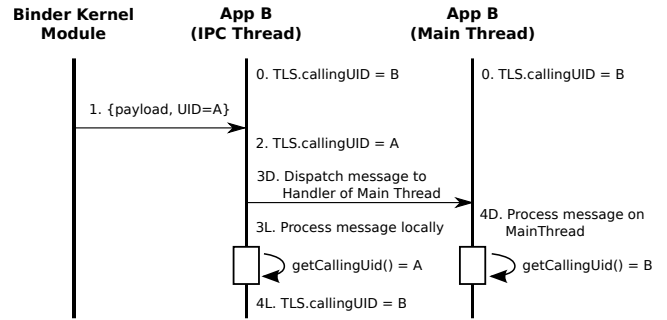 Binder Kernel
Module
App B
(IPC Thread)
App B
(Main Thread)
0. TLS.callingUID = B
0. TLS.callingUID = B
1. {payload, UID=A}
2. TLS.callingUID = A
3D. Dispatch message to
Handler of Main Thread
3L. Process message locally
4D. Process message on
MainThread
getCallingUid() = A
getCallingUid() = B
4L. TLS.callingUID = B